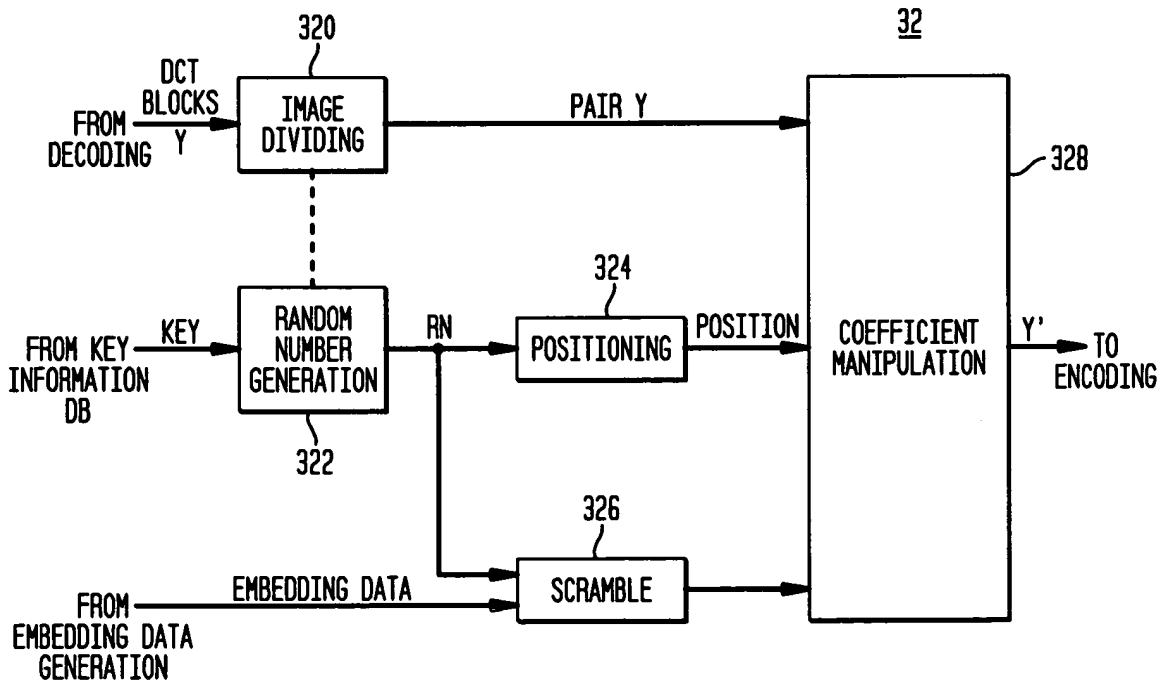 32
320
DCT
BLOCKS
Y
FROM
DECODING
IMAGE
DIVIDING
PAIR Y
328
324
KEY
FROM KEY
INFORMATION
DB
RANDOM
NUMBER
GENERATION
322
RN
POSITIONING
POSITION
COEFFICIENT
MANIPULATION
Y'
TO
ENCODING
326
SCRAMBLE
EMBEDDING DATA
FROM
EMBEDDING DATA
GENERATION